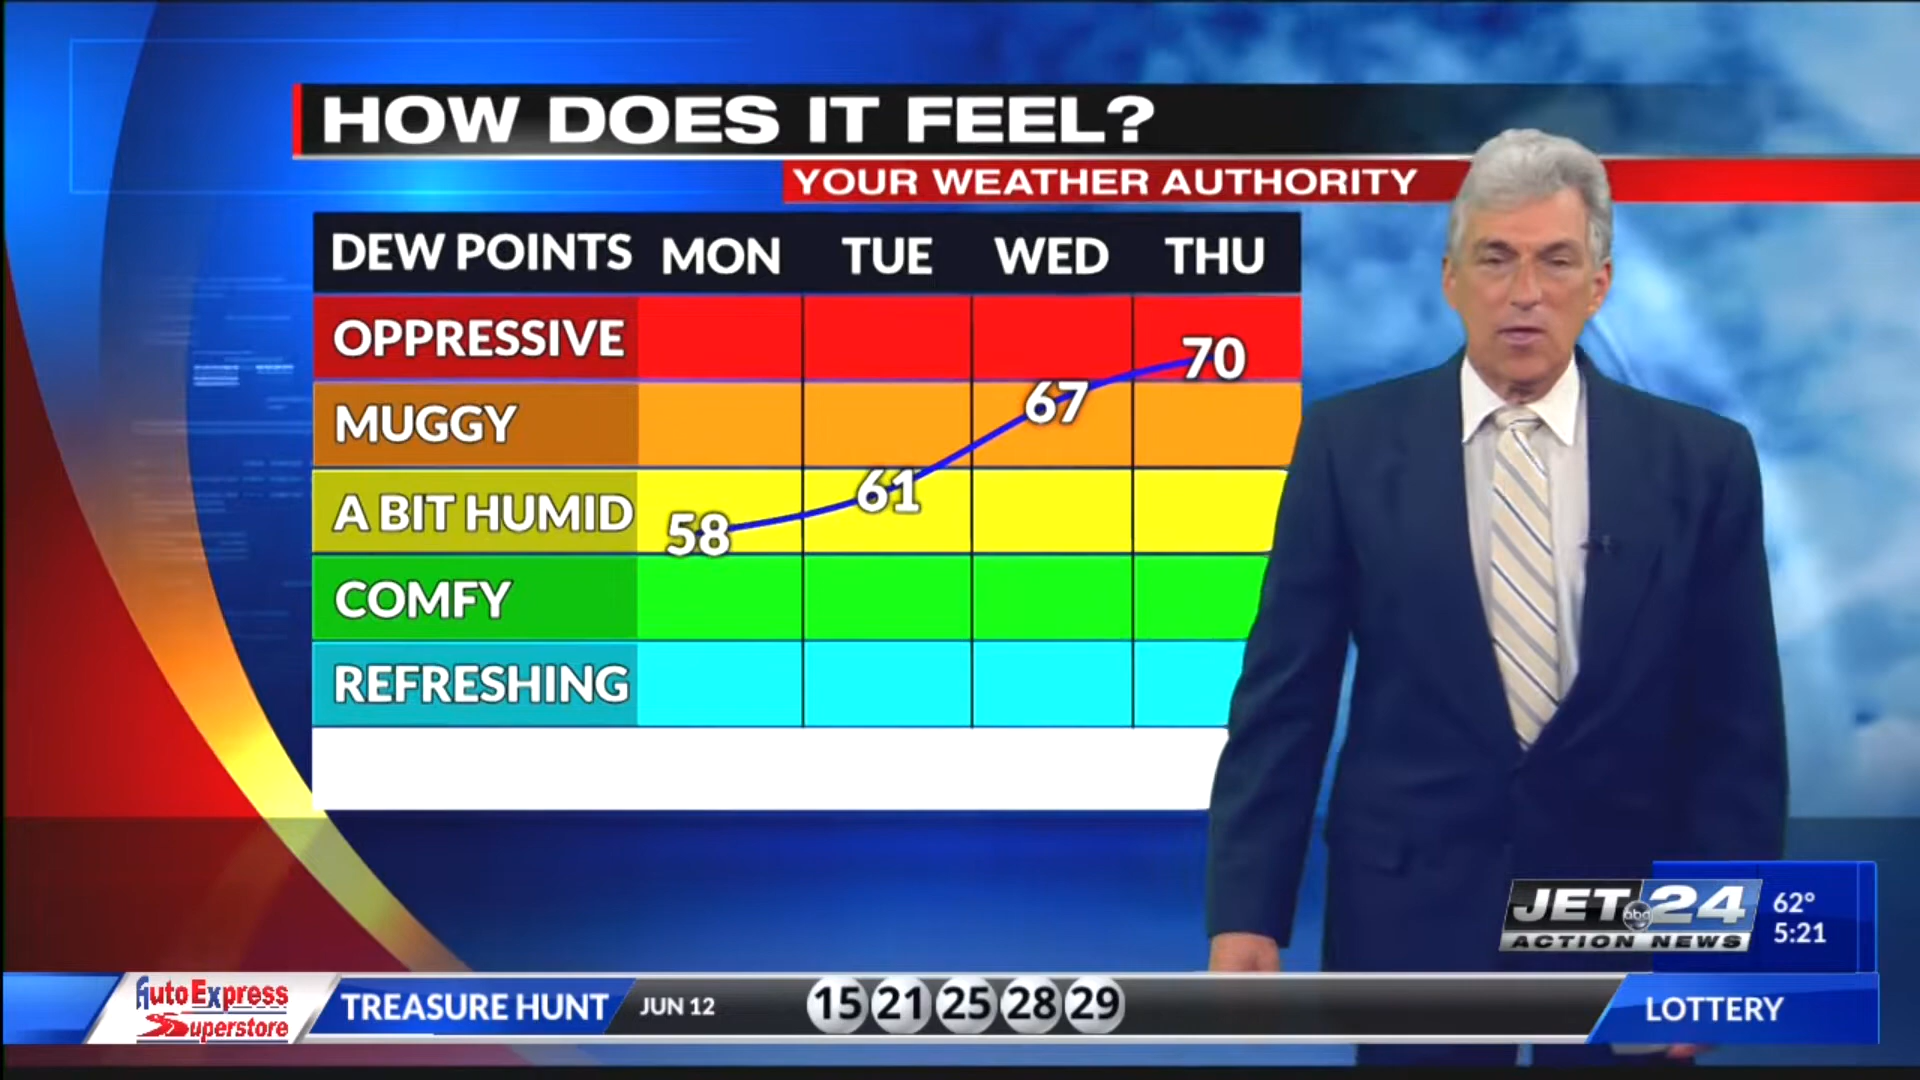 HOW DOES IT FEEL?
YOUR WEATHER AUTHORITY
DEW POINTS MON TUE WED THU
OPPRESSIVE 70
MUGGY 67
A BIT HUMID 58 61
COMFY
REFRESHING
JET abc 24
ACTION NEWS
62°
5:21
AutoExpress
Superstore
TREASURE HUNT JUN 12 15 21 25 28 29 LOTTERY